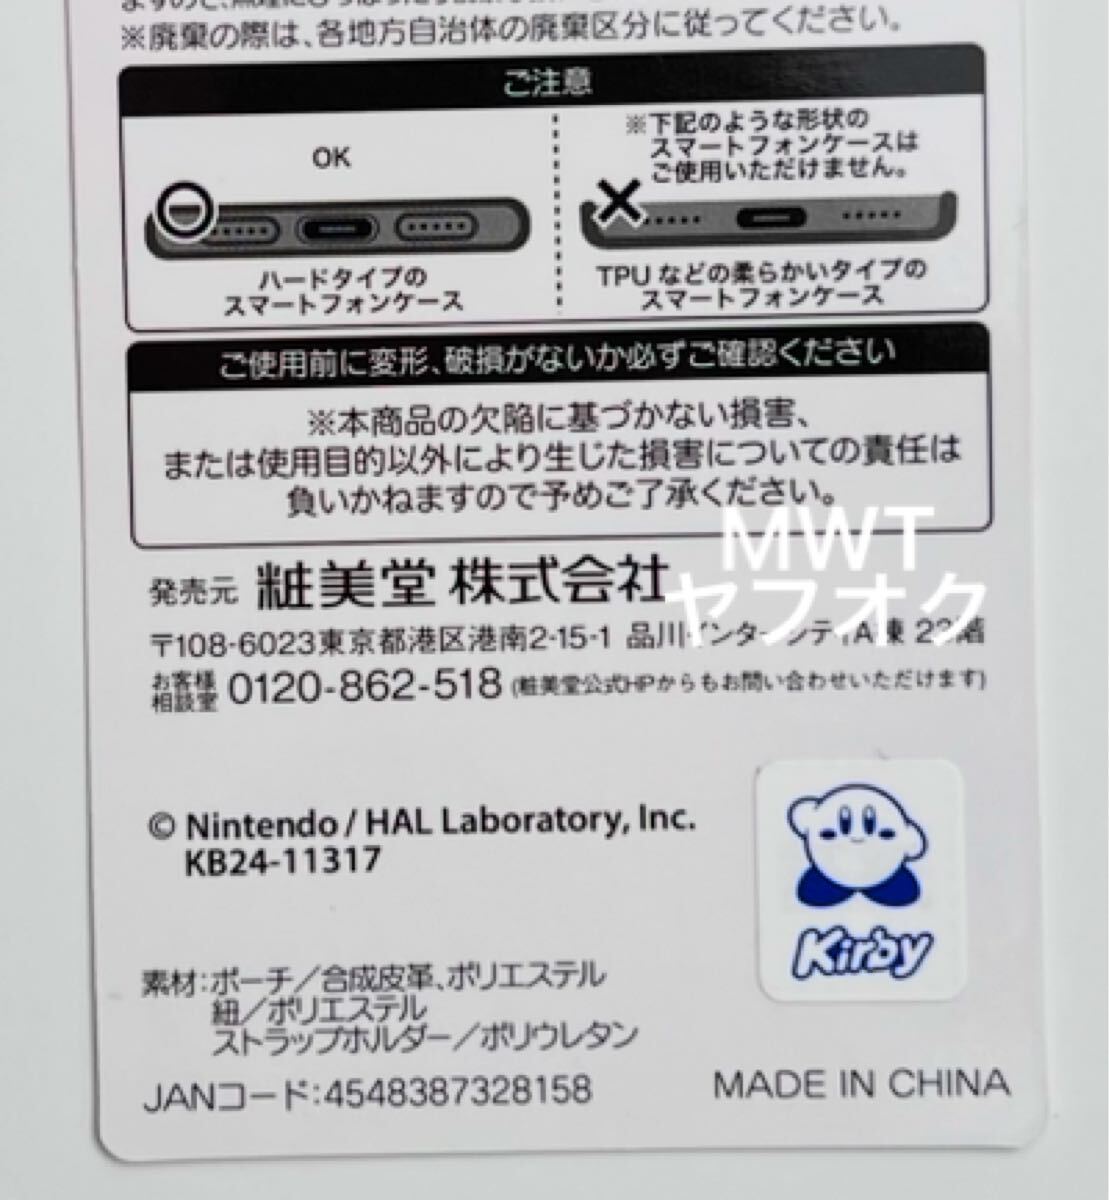 ※廃棄の際は、各地方自治体の廃棄区分に従ってください。
ご注意
OK
※下記のような形状の
スマートフォンケースは
ご使用いただけません。
ハードタイプの
スマートフォンケース
TPUなどの柔らかいタイプの
スマートフォンケース
ご使用前に変形、破損がないか必ずご確認ください
※本商品の欠陥に基づかない損害、
または使用目的以外により生じた損害についての責任は
負いかねますので予めご了承ください。
MWT
ヤフオク
発売元 粧美堂 株式会社
〒108-6023東京都港区港南2-15-1 品川インターシティA棟 23階
お客様
相談室 0120-862-518 (粧美堂公式HPからもお問い合わせいただけます)
© Nintendo / HAL Laboratory, Inc.
KB24-11317
Kirby
素材:ポーチ/合成皮革、ポリエステル
紐/ポリエステル
ストラップホルダー/ポリウレタン
JANコード:4548387328158
MADE IN CHINA